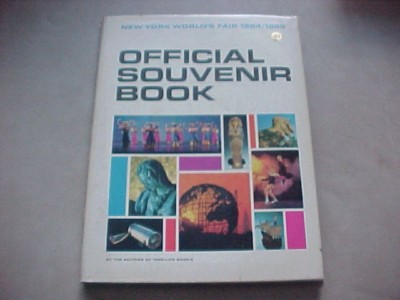 NEW YORK WORLD'S FAIR 1964/1965
OFFICIAL
SOUVENIR
BOOK
BY THE EDITORS OF TIME-LIFE BOOKS